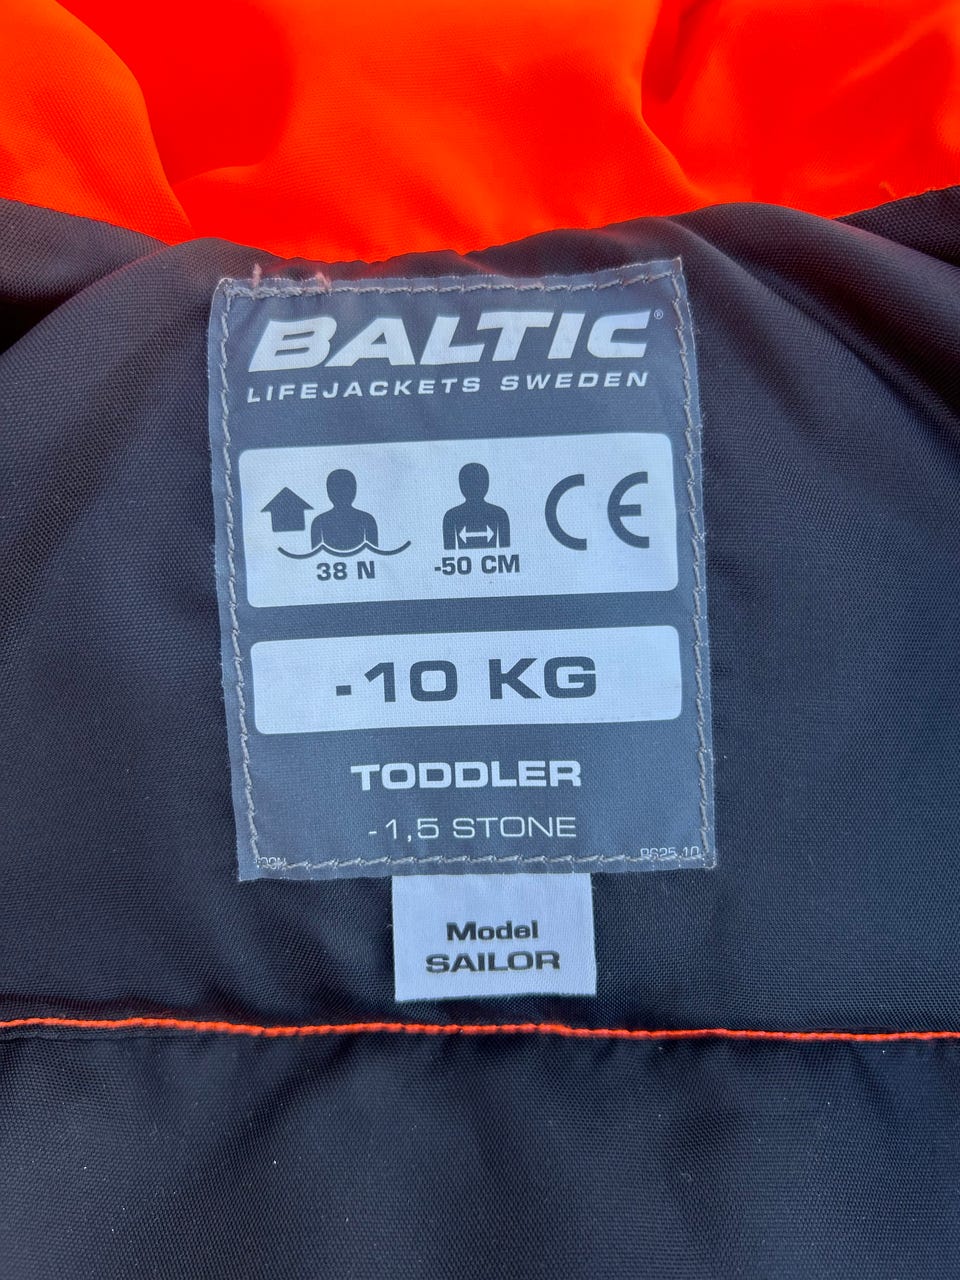 BALTIC®
LIFEJACKETS SWEDEN
38 N
-50 CM
CE
-10 KG
TODDLER
-1,5 STONE
Model
SAILOR